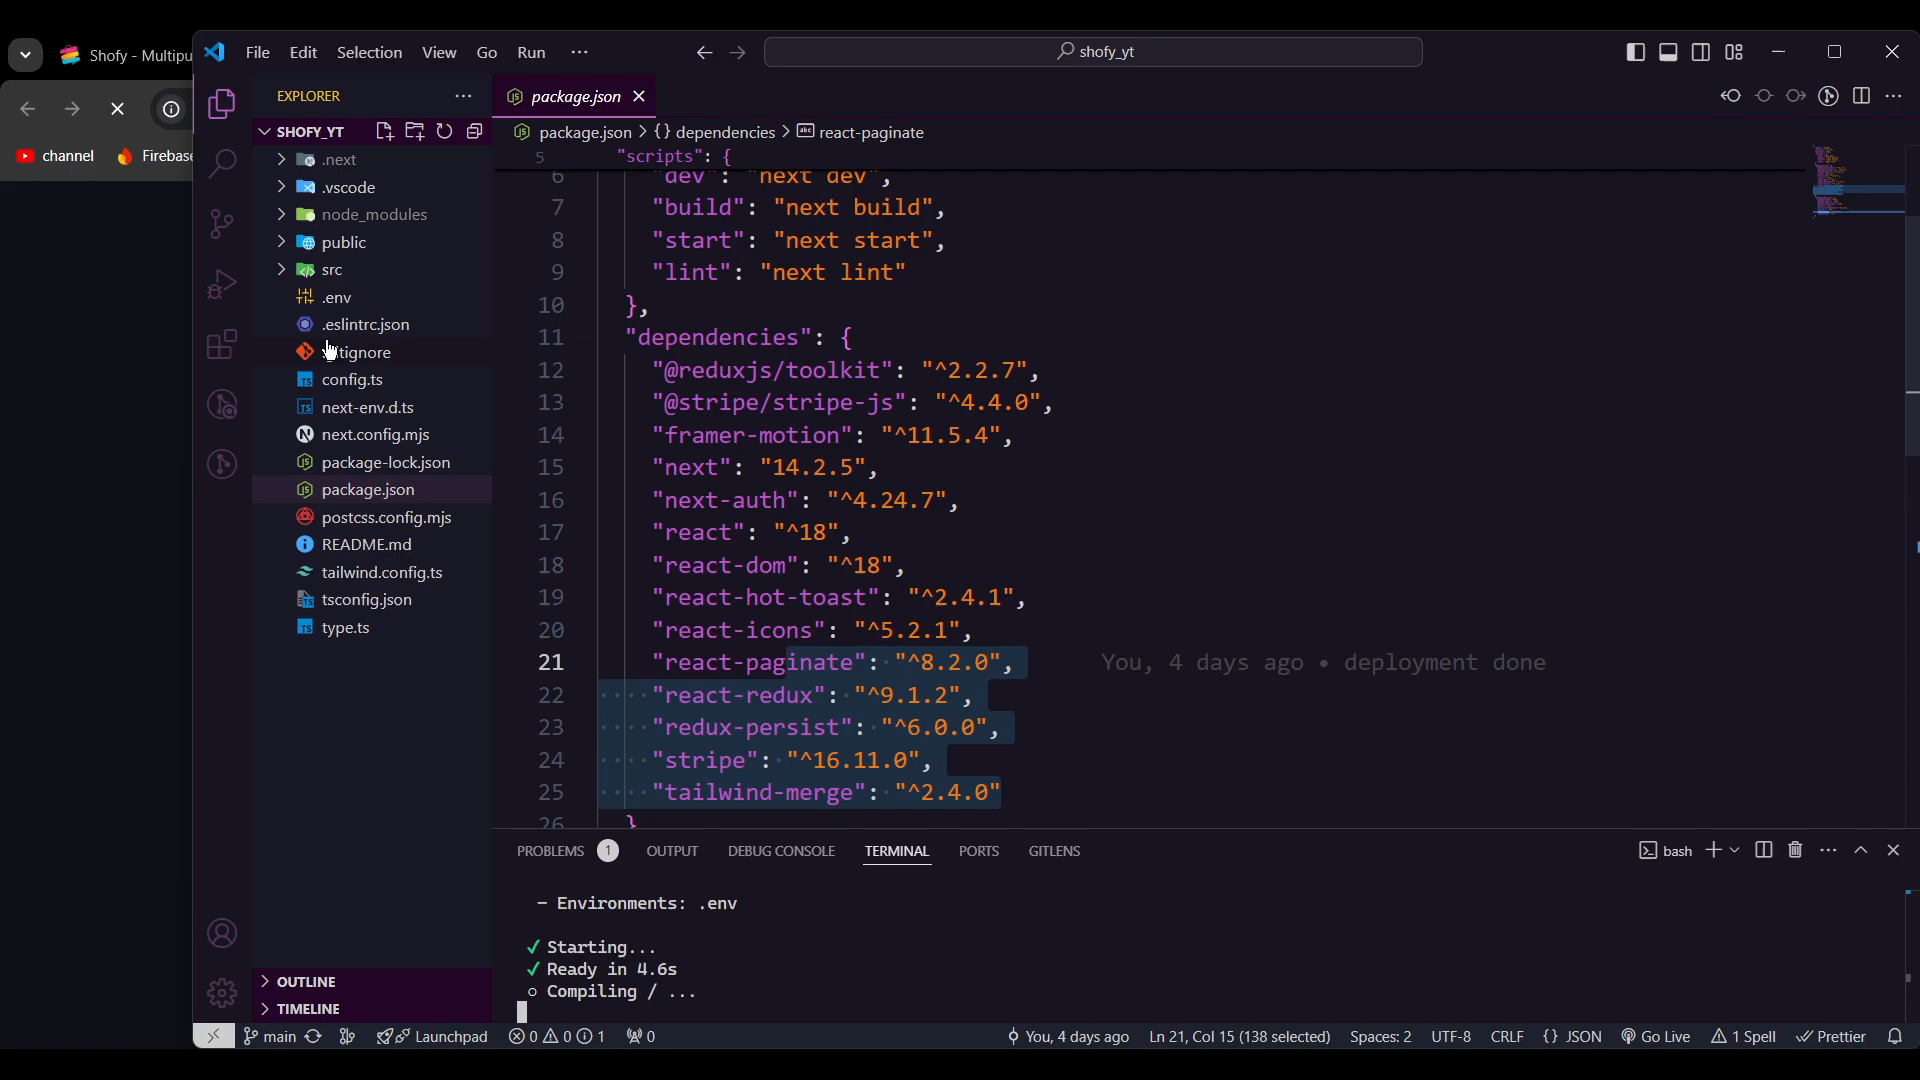 Shofy - Multipu
channel
Firebase
File Edit Selection View Go Run ···
shofy_yt
EXPLORER
SHOFY_YT
.next
.vscode
node_modules
public
src
.env
.eslintrc.json
config.ts
next-env.d.ts
next.config.mjs
package-lock.json
package.json
postcss.config.mjs
README.md
tailwind.config.ts
tsconfig.json
type.ts
OUTLINE
TIMELINE
package.json
package.json > {} dependencies > abc react-paginate
5 "scripts": {
6 "dev": "next dev",
7 "build": "next build",
8 "start": "next start",
9 "lint": "next lint"
10 },
11 "dependencies": {
12 "@reduxjs/toolkit": "^2.2.7",
13 "@stripe/stripe-js": "^4.4.0",
14 "framer-motion": "^11.5.4",
15 "next": "14.2.5",
16 "next-auth": "^4.24.7",
17 "react": "^18",
18 "react-dom": "^18",
19 "react-hot-toast": "^2.4.1",
20 "react-icons": "^5.2.1",
21 "react-paginate": "^8.2.0", You, 4 days ago • deployment done
22 "react-redux": "^9.1.2",
23 "redux-persist": "^6.0.0",
24 "stripe": "^16.11.0",
25 "tailwind-merge": "^2.4.0"
26 }
PROBLEMS 1 OUTPUT DEBUG CONSOLE TERMINAL PORTS GITLENS
bash
- Environments: .env
✓ Starting...
✓ Ready in 4.6s
○ Compiling / ...
main Launchpad 0 0 1 0 You, 4 days ago Ln 21, Col 15 (138 selected) Spaces: 2 UTF-8 CRLF {} JSON Go Live 1 Spell Prettier